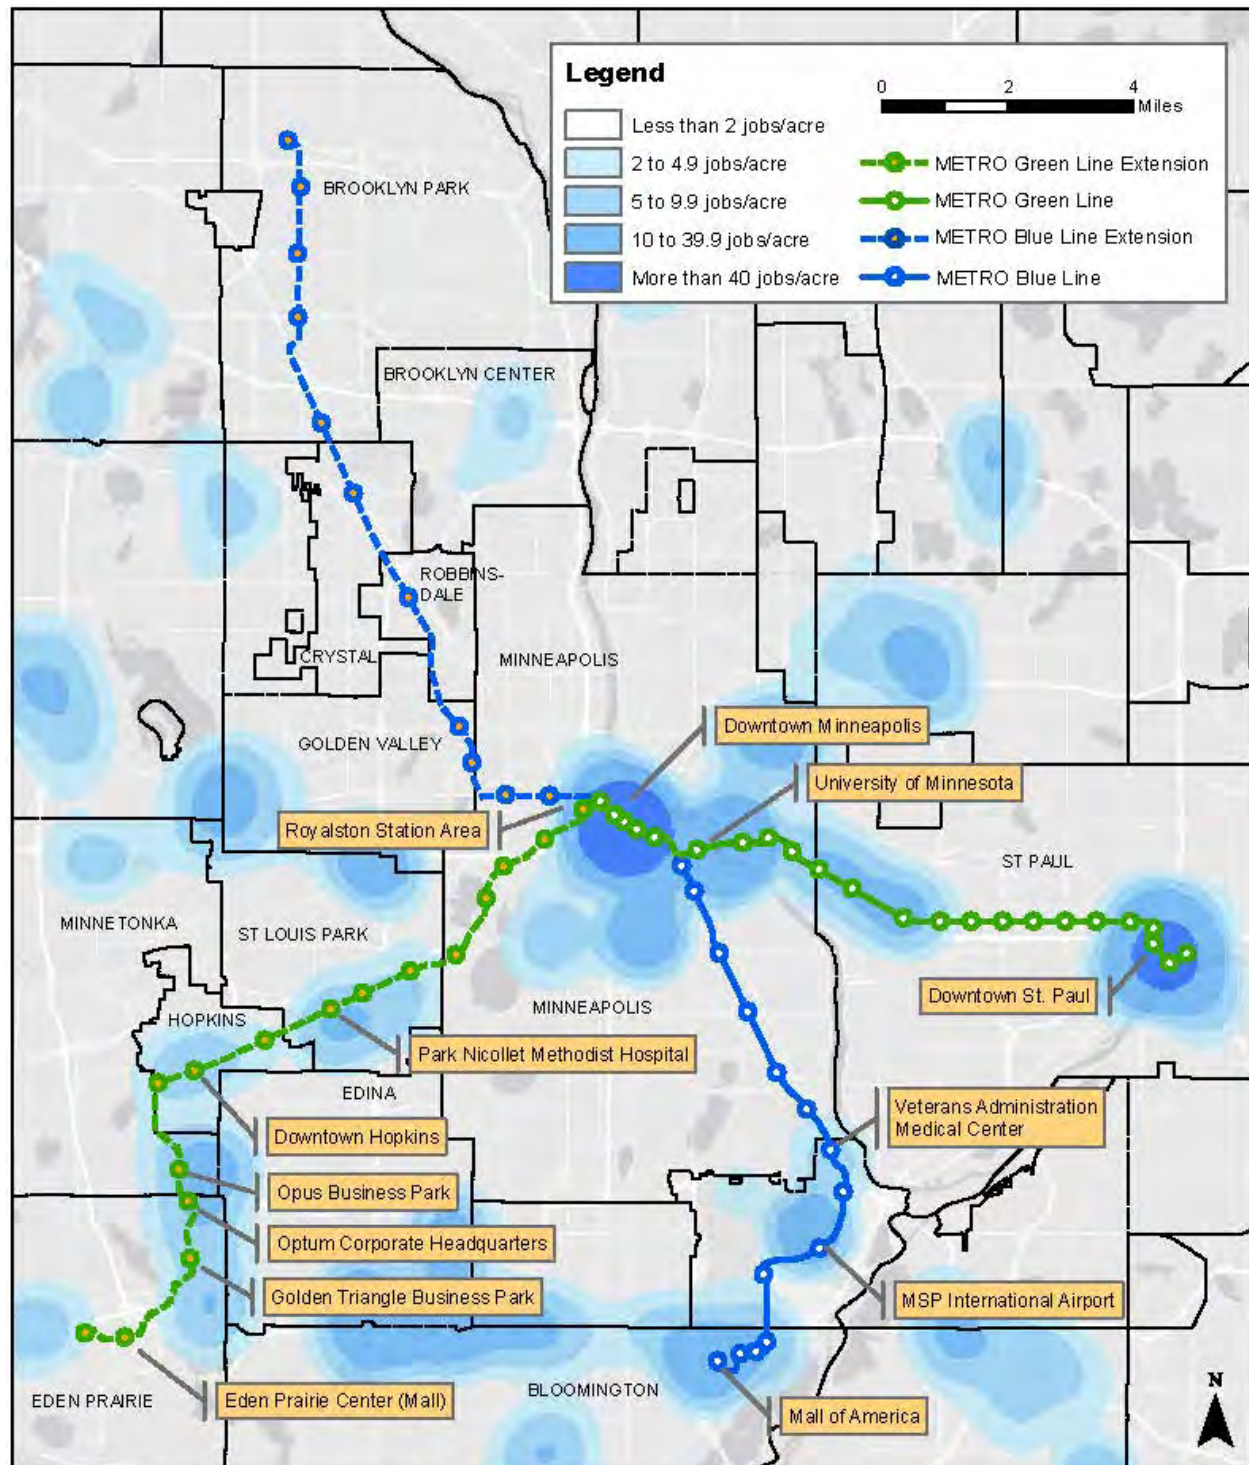 Legend
0 2 4
Miles
Less than 2 jobs/acre
2 to 4.9 jobs/acre
5 to 9.9 jobs/acre
10 to 39.9 jobs/acre
More than 40 jobs/acre
METRO Green Line Extension
METRO Green Line
METRO Blue Line Extension
METRO Blue Line
BROOKLYN PARK
BROOKLYN CENTER
ROBBINS-
DALE
CRYSTAL
MINNEAPOLIS
GOLDEN VALLEY
Downtown Minneapolis
University of Minnesota
Royalston Station Area
ST PAUL
MINNETONKA
ST LOUIS PARK
Downtown St. Paul
HOPKINS
MINNEAPOLIS
Park Nicollet Methodist Hospital
EDINA
Veterans Administration
Medical Center
Downtown Hopkins
Opus Business Park
Optum Corporate Headquarters
Golden Triangle Business Park
MSP International Airport
EDEN PRAIRIE
Eden Prairie Center (Mall)
BLOOMINGTON
Mall of America
N